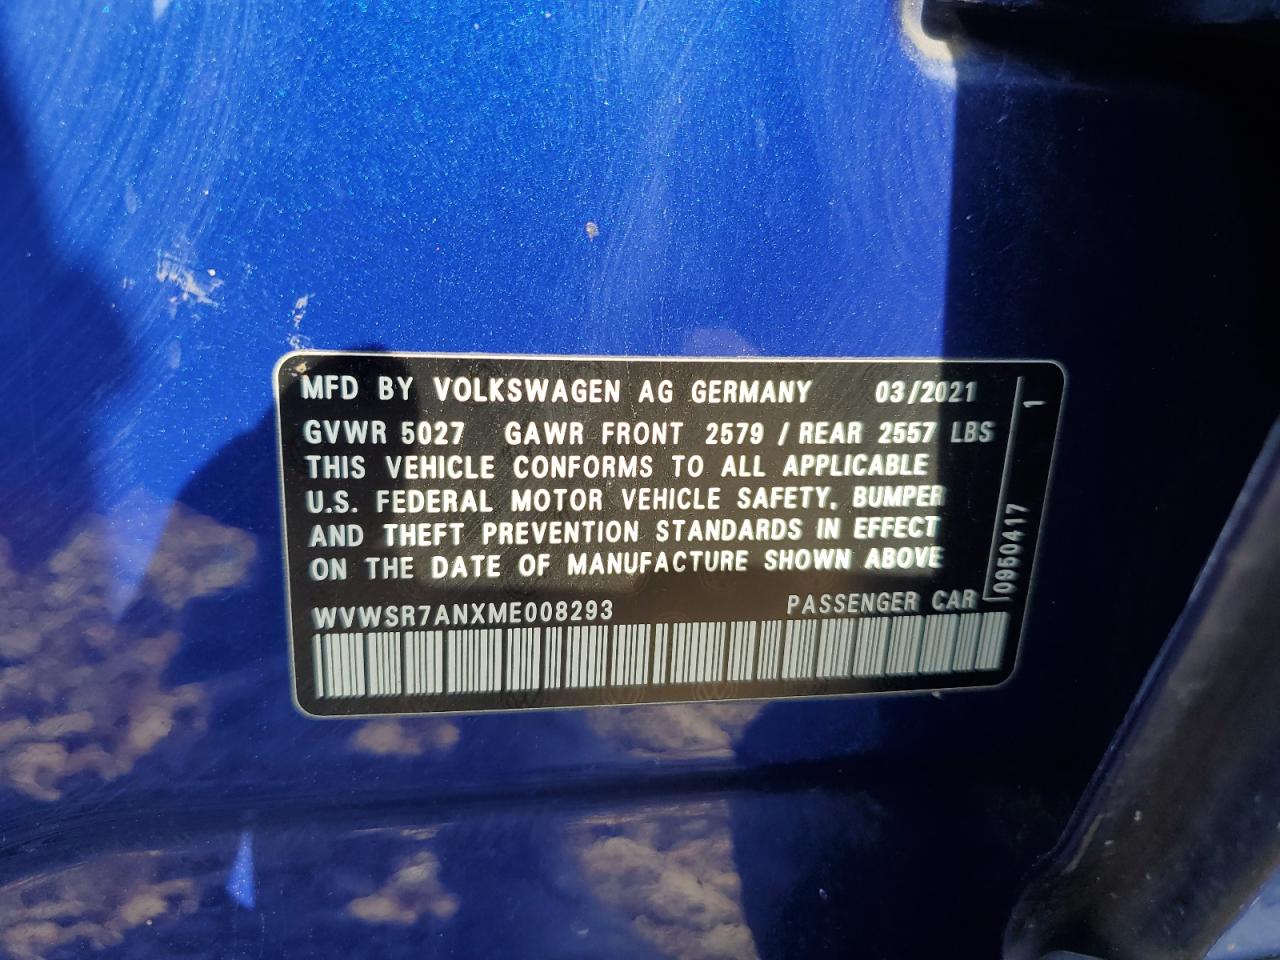 MFD BY VOLKSWAGEN AG GERMANY 03/2021
GVWR 5027 GAWR FRONT 2579 / REAR 2557 LBS
THIS VEHICLE CONFORMS TO ALL APPLICABLE
U.S. FEDERAL MOTOR VEHICLE SAFETY, BUMPER
AND THEFT PREVENTION STANDARDS IN EFFECT
ON THE DATE OF MANUFACTURE SHOWN ABOVE
WVWSR7ANXME008293 PASSENGER CAR
0950417 1